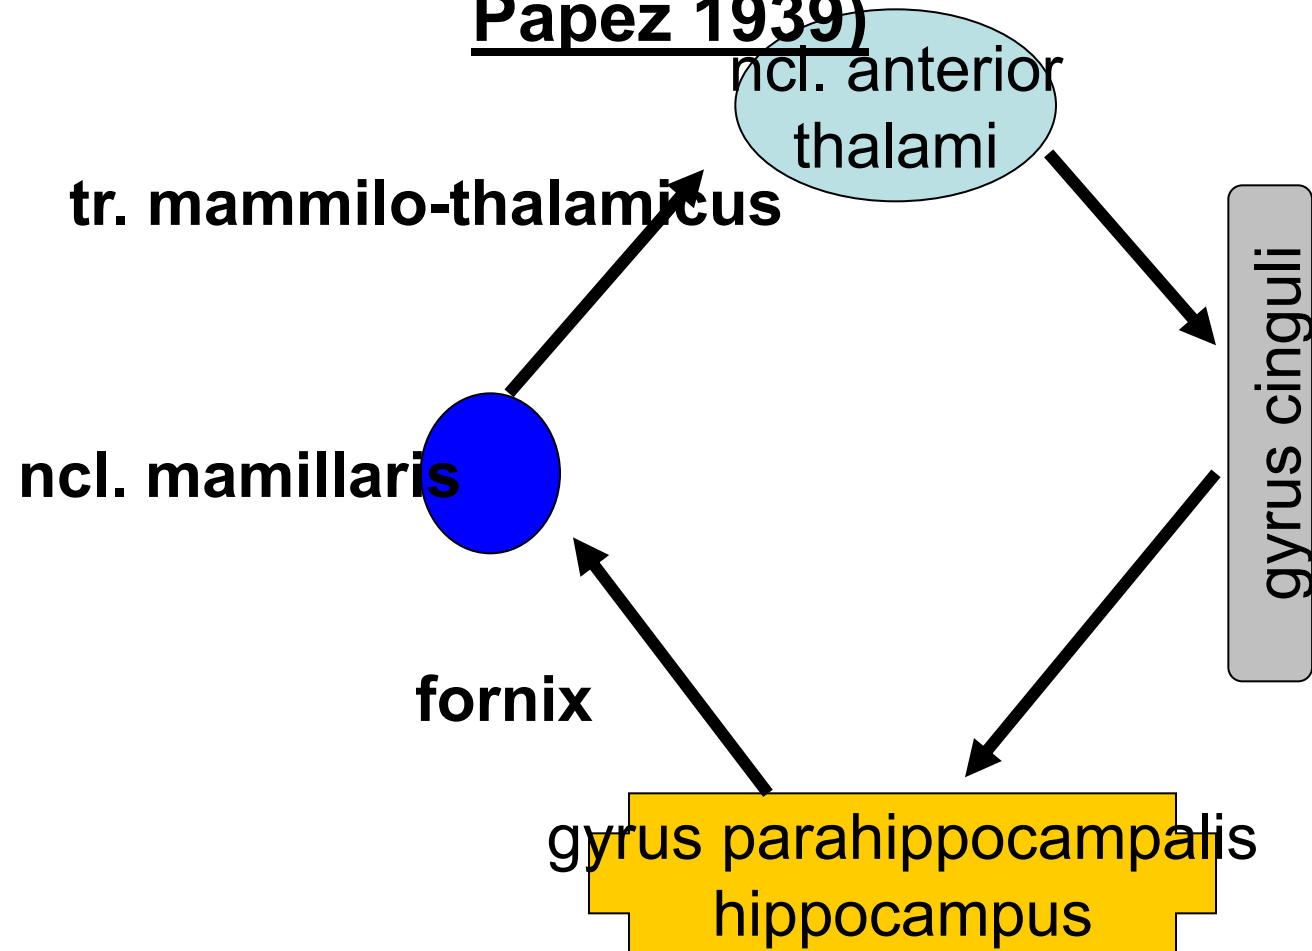 Papez 1939)
ncl. anterior
thalami
tr. mammilo-thalamicus
gyrus cinguli
ncl. mamillaris
fornix
gyrus parahippocampalis
hippocampus